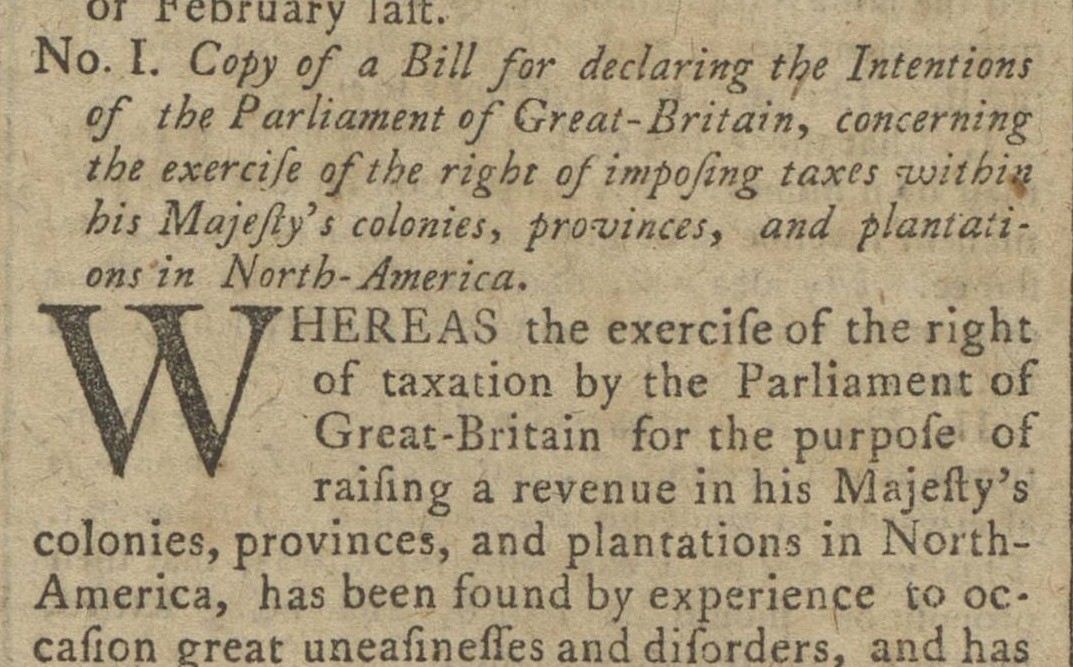 of February laſt.
No. I. Copy of a Bill for declaring the Intentions
of the Parliament of Great-Britain, concerning
the exerciſe of the right of impoſing taxes within
his Majeſty's colonies, provinces, and plantati-
ons in North-America.
WHEREAS the exerciſe of the right
of taxation by the Parliament of
Great-Britain for the purpoſe of
raiſing a revenue in his Majeſty's
colonies, provinces, and plantations in North-
America, has been found by experience to oc-
caſion great uneaſineſſes and diſorders, and has